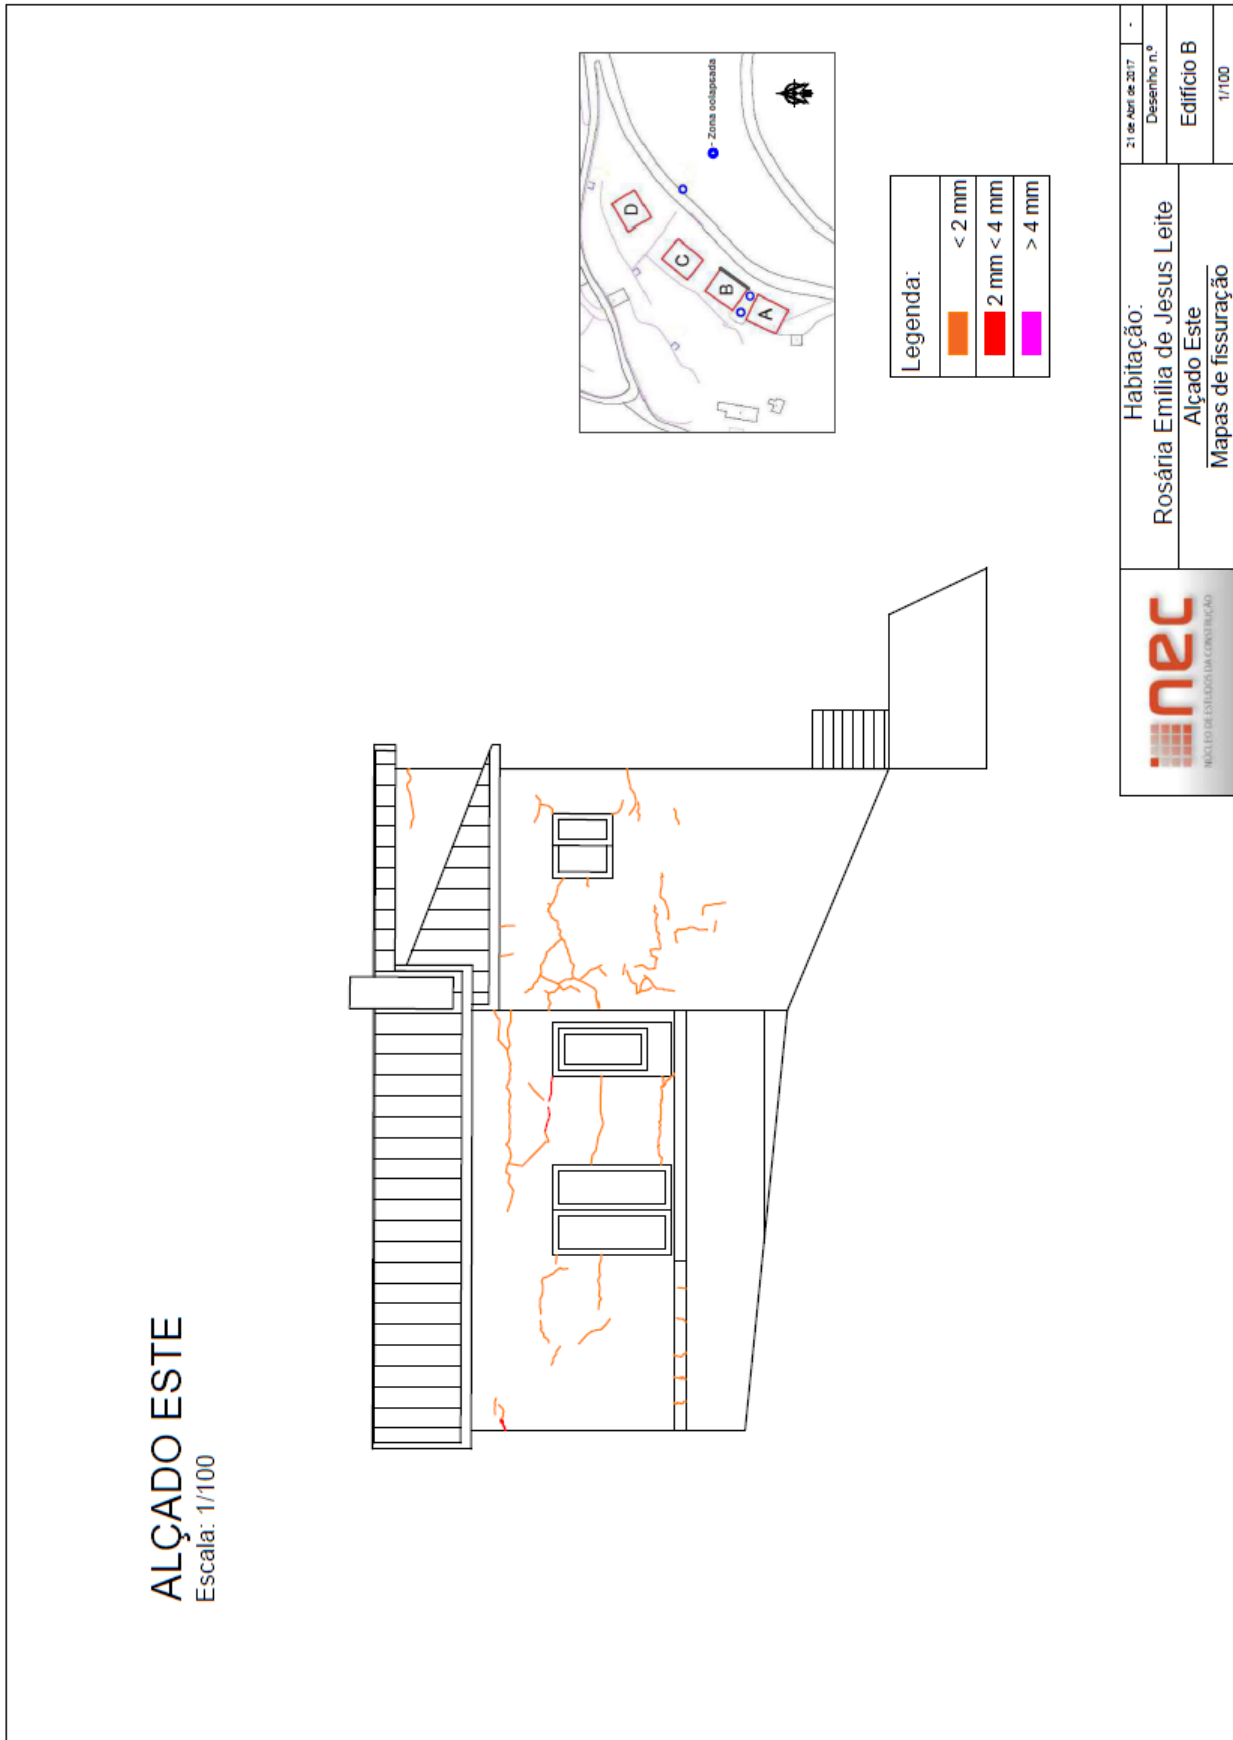 ALÇADO ESTE
Escala: 1/100
D
C
B
A
- Zona colapsada
Legenda:
< 2 mm
2 mm < 4 mm
> 4 mm
inec
NÚCLEO DE ESTUDOS DA CONSTRUÇÃO
Habitação:
Rosária Emília de Jesus Leite
Alçado Este
Mapas de fissuração
21 de Abril de 2017
-
Desenho n.º
Edifício B
1/100